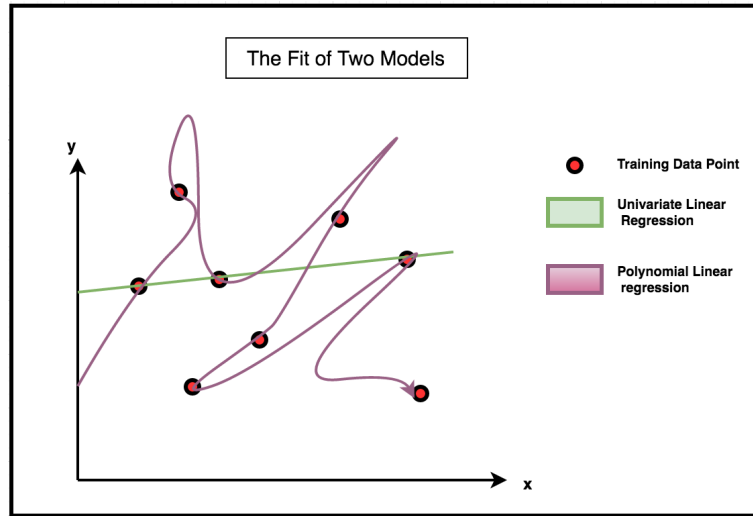 The Fit of Two Models
y
Training Data Point
Univariate Linear
Regression
Polynomial Linear
regression
x